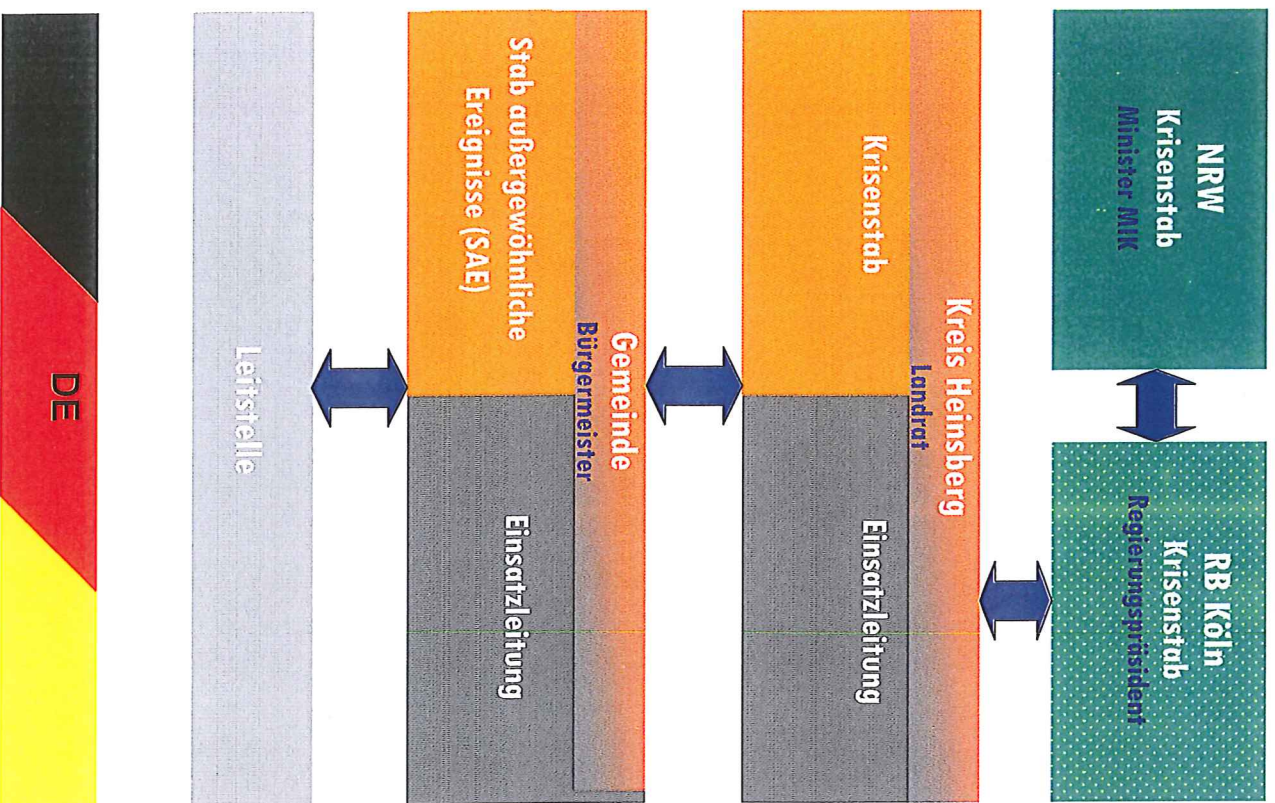 NRW
Krisenstab
Minister MIK
RB Köln
Krisenstab
Regierungspräsident
Kreis Heinsberg
Landrat
Krisenstab
Einsatzleitung
Gemeinde
Bürgermeister
Stab außergewöhnliche
Ereignisse (SAE)
Einsatzleitung
Leitstelle
DE